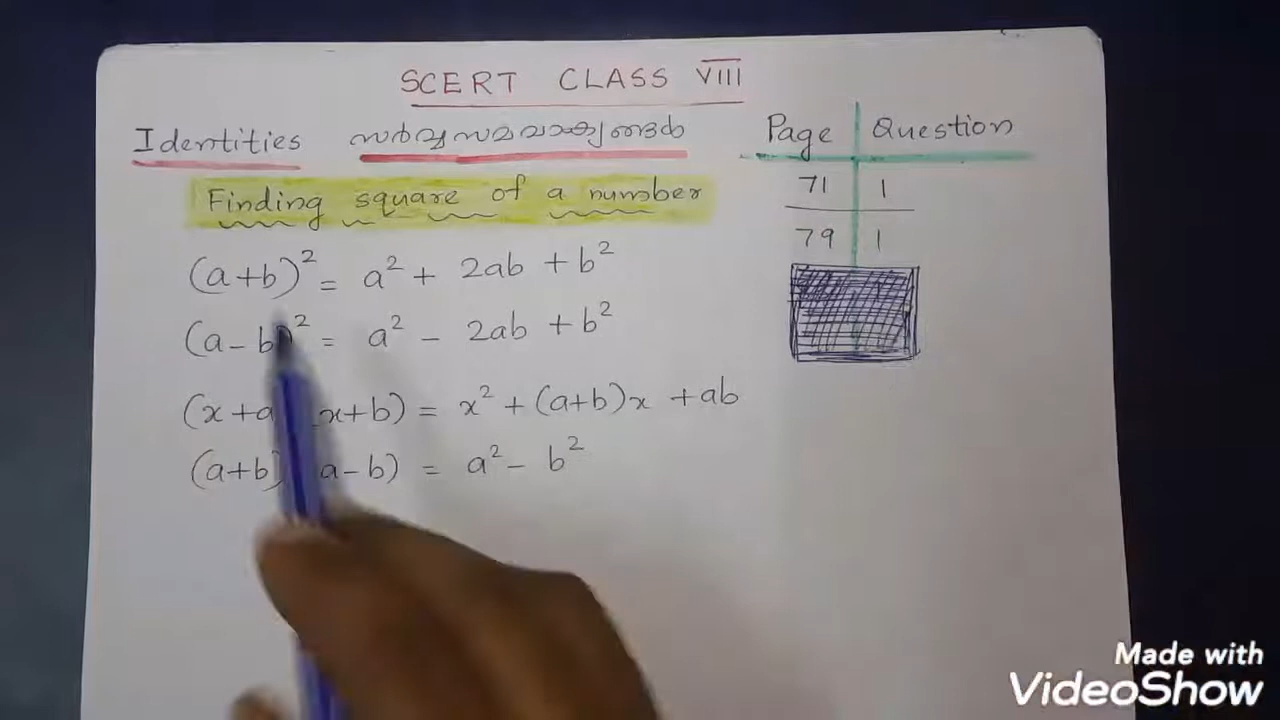 SCERT CLASS VIII
Identities സർവ്വസമവാക്യങ്ങൾ
Finding square of a number
(a+b)² = a² + 2ab + b²
(a-b)² = a² - 2ab + b²
(x+a x+b) = x² + (a+b)x + ab
(a+b) a-b) = a² - b²
Page Question
71 1
79 1
Made with
VideoShow